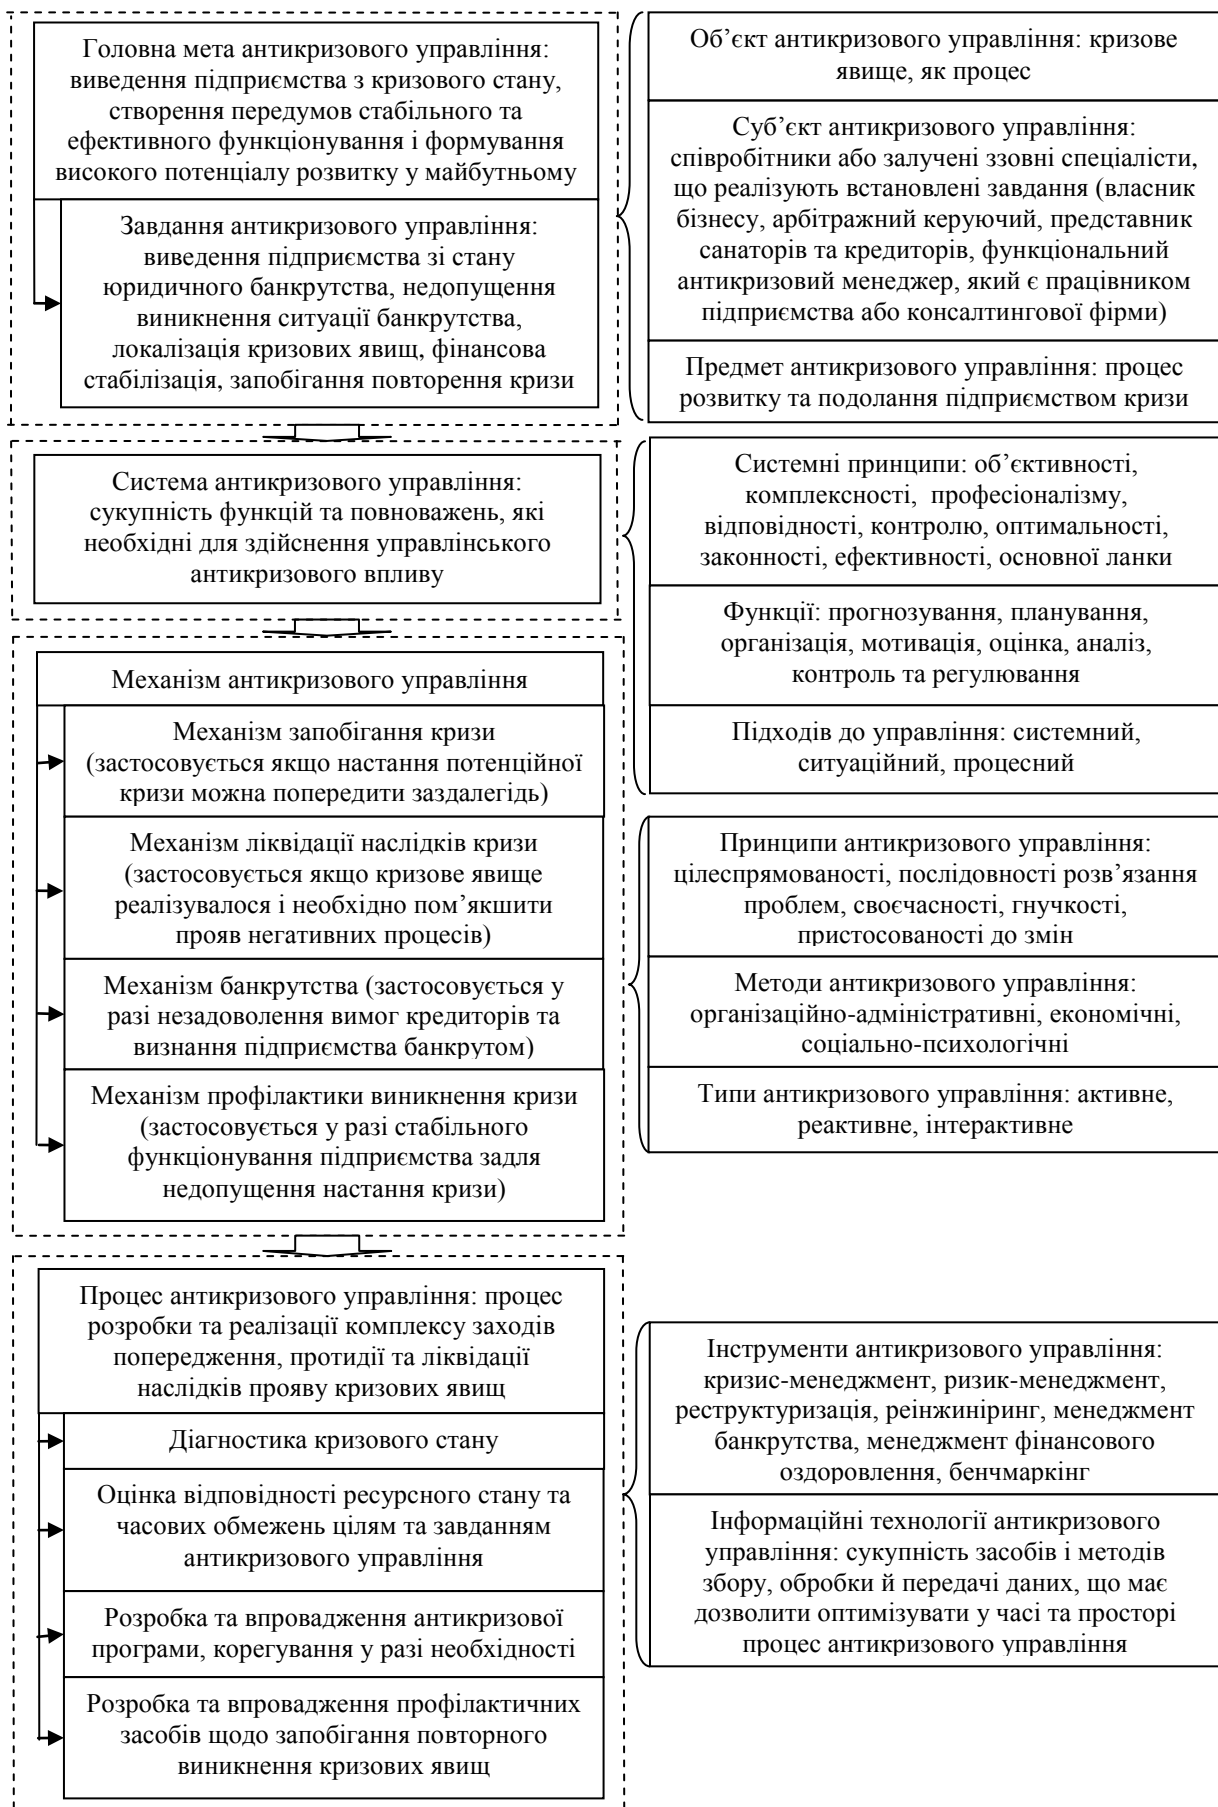 Головна мета антикризового управління:
виведення підприємства з кризового стану,
створення передумов стабільного та
ефективного функціонування і формування
високого потенціалу розвитку у майбутньому
Завдання антикризового управління:
виведення підприємства зі стану
юридичного банкрутства, недопущення
виникнення ситуації банкрутства,
локалізація кризових явищ, фінансова
стабілізація, запобігання повторення кризи
Об’єкт антикризового управління: кризове
явище, як процес
Суб’єкт антикризового управління:
співробітники або залучені ззовні спеціалісти,
що реалізують встановлені завдання (власник
бізнесу, арбітражний керуючий, представник
санаторів та кредиторів, функціональний
антикризовий менеджер, який є працівником
підприємства або консалтингової фірми)
Предмет антикризового управління: процес
розвитку та подолання підприємством кризи
Система антикризового управління:
сукупність функцій та повноважень, які
необхідні для здійснення управлінського
антикризового впливу
Системні принципи: об’єктивності,
комплексності, професіоналізму,
відповідності, контролю, оптимальності,
законності, ефективності, основної ланки
Функції: прогнозування, планування,
організація, мотивація, оцінка, аналіз,
контроль та регулювання
Підходів до управління: системний,
ситуаційний, процесний
Механізм антикризового управління
Механізм запобігання кризи
(застосовується якщо настання потенційної
кризи можна попередити заздалегідь)
Механізм ліквідації наслідків кризи
(застосовується якщо кризове явище
реалізувалося і необхідно пом’якшити
прояв негативних процесів)
Механізм банкрутства (застосовується у
разі незадоволення вимог кредиторів та
визнання підприємства банкрутом)
Механізм профілактики виникнення кризи
(застосовується у разі стабільного
функціонування підприємства задля
недопущення настання кризи)
Принципи антикризового управління:
цілеспрямованості, послідовності розв’язання
проблем, своєчасності, гнучкості,
пристосованості до змін
Методи антикризового управління:
організаційно-адміністративні, економічні,
соціально-психологічні
Типи антикризового управління: активне,
реактивне, інтерактивне
Процес антикризового управління: процес
розробки та реалізації комплексу заходів
попередження, протидії та ліквідації
наслідків прояву кризових явищ
Діагностика кризового стану
Оцінка відповідності ресурсного стану та
часових обмежень цілям та завданням
антикризового управління
Розробка та впровадження антикризової
програми, корегування у разі необхідності
Розробка та впровадження профілактичних
засобів щодо запобігання повторного
виникнення кризових явищ
Інструменти антикризового управління:
кризис-менеджмент, ризик-менеджмент,
реструктуризація, реінжиніринг, менеджмент
банкрутства, менеджмент фінансового
оздоровлення, бенчмаркінг
Інформаційні технології антикризового
управління: сукупність засобів і методів
збору, обробки й передачі даних, що має
дозволити оптимізувати у часі та просторі
процес антикризового управління